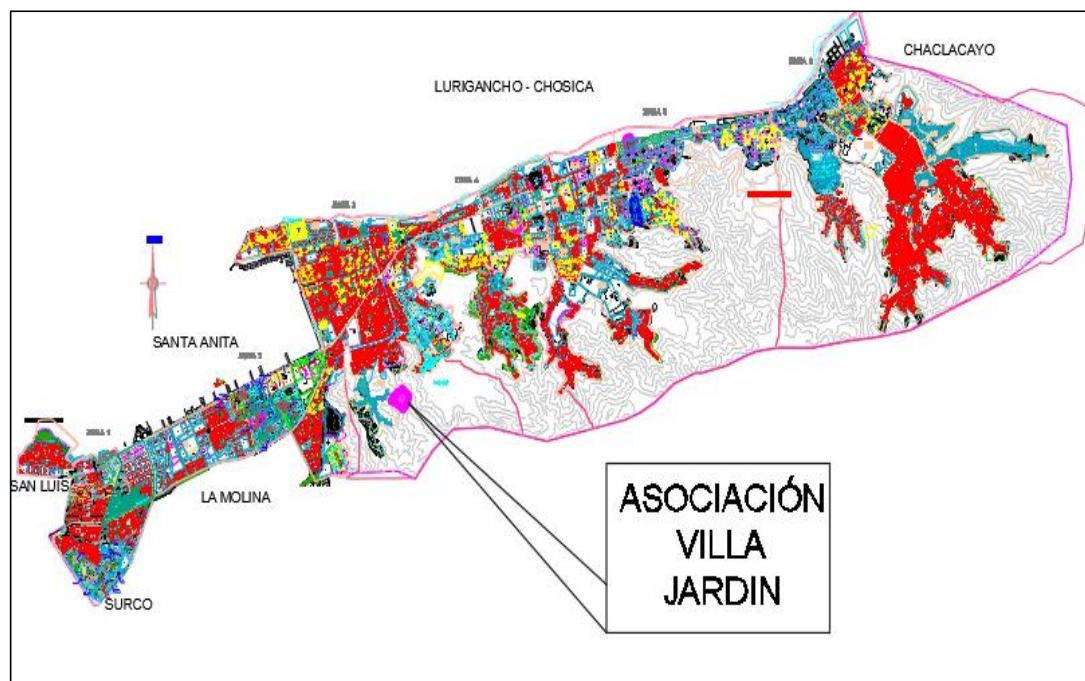 CHACLACAYO
LURIGANCHO - CHOSICA
SANTA ANITA
SAN LUIS
LA MOLINA
SURCO
ASOCIACIÓN
VILLA
JARDIN